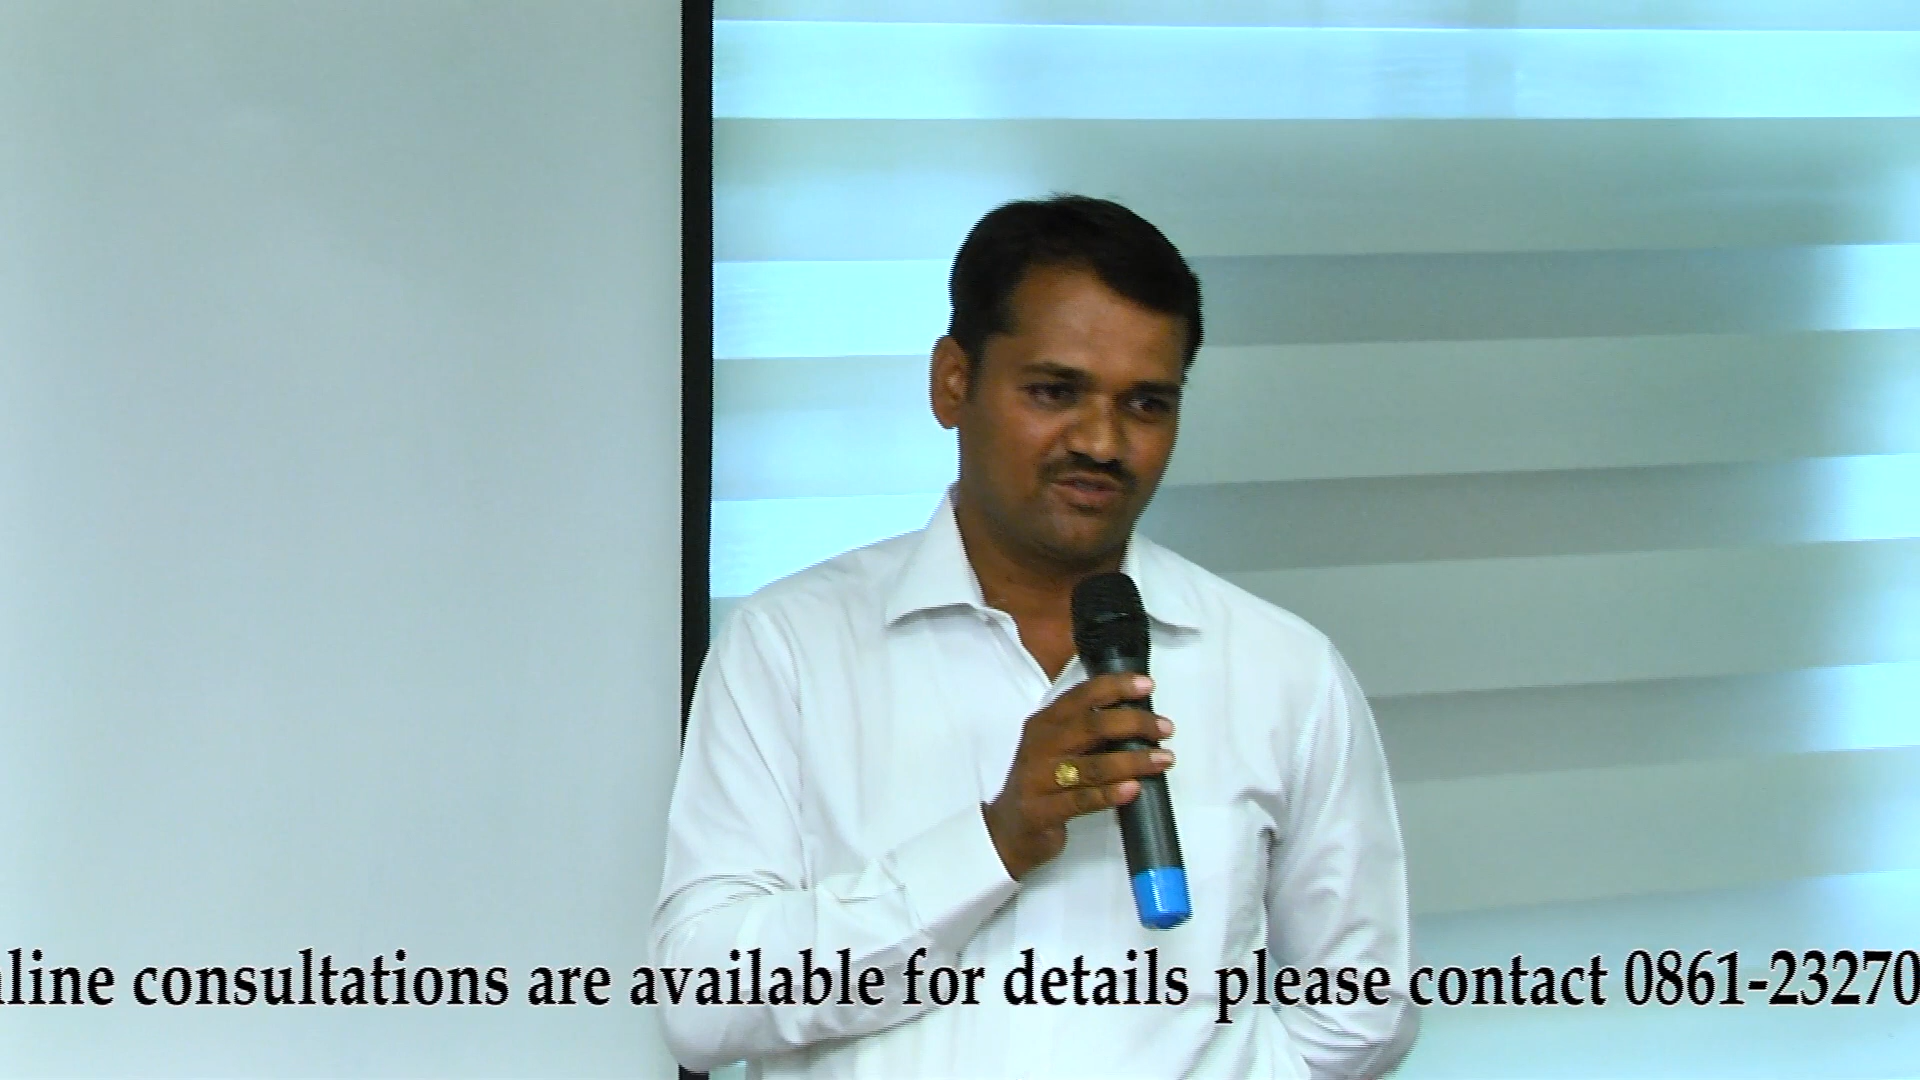 line consultations are available for details please contact 0861-23270